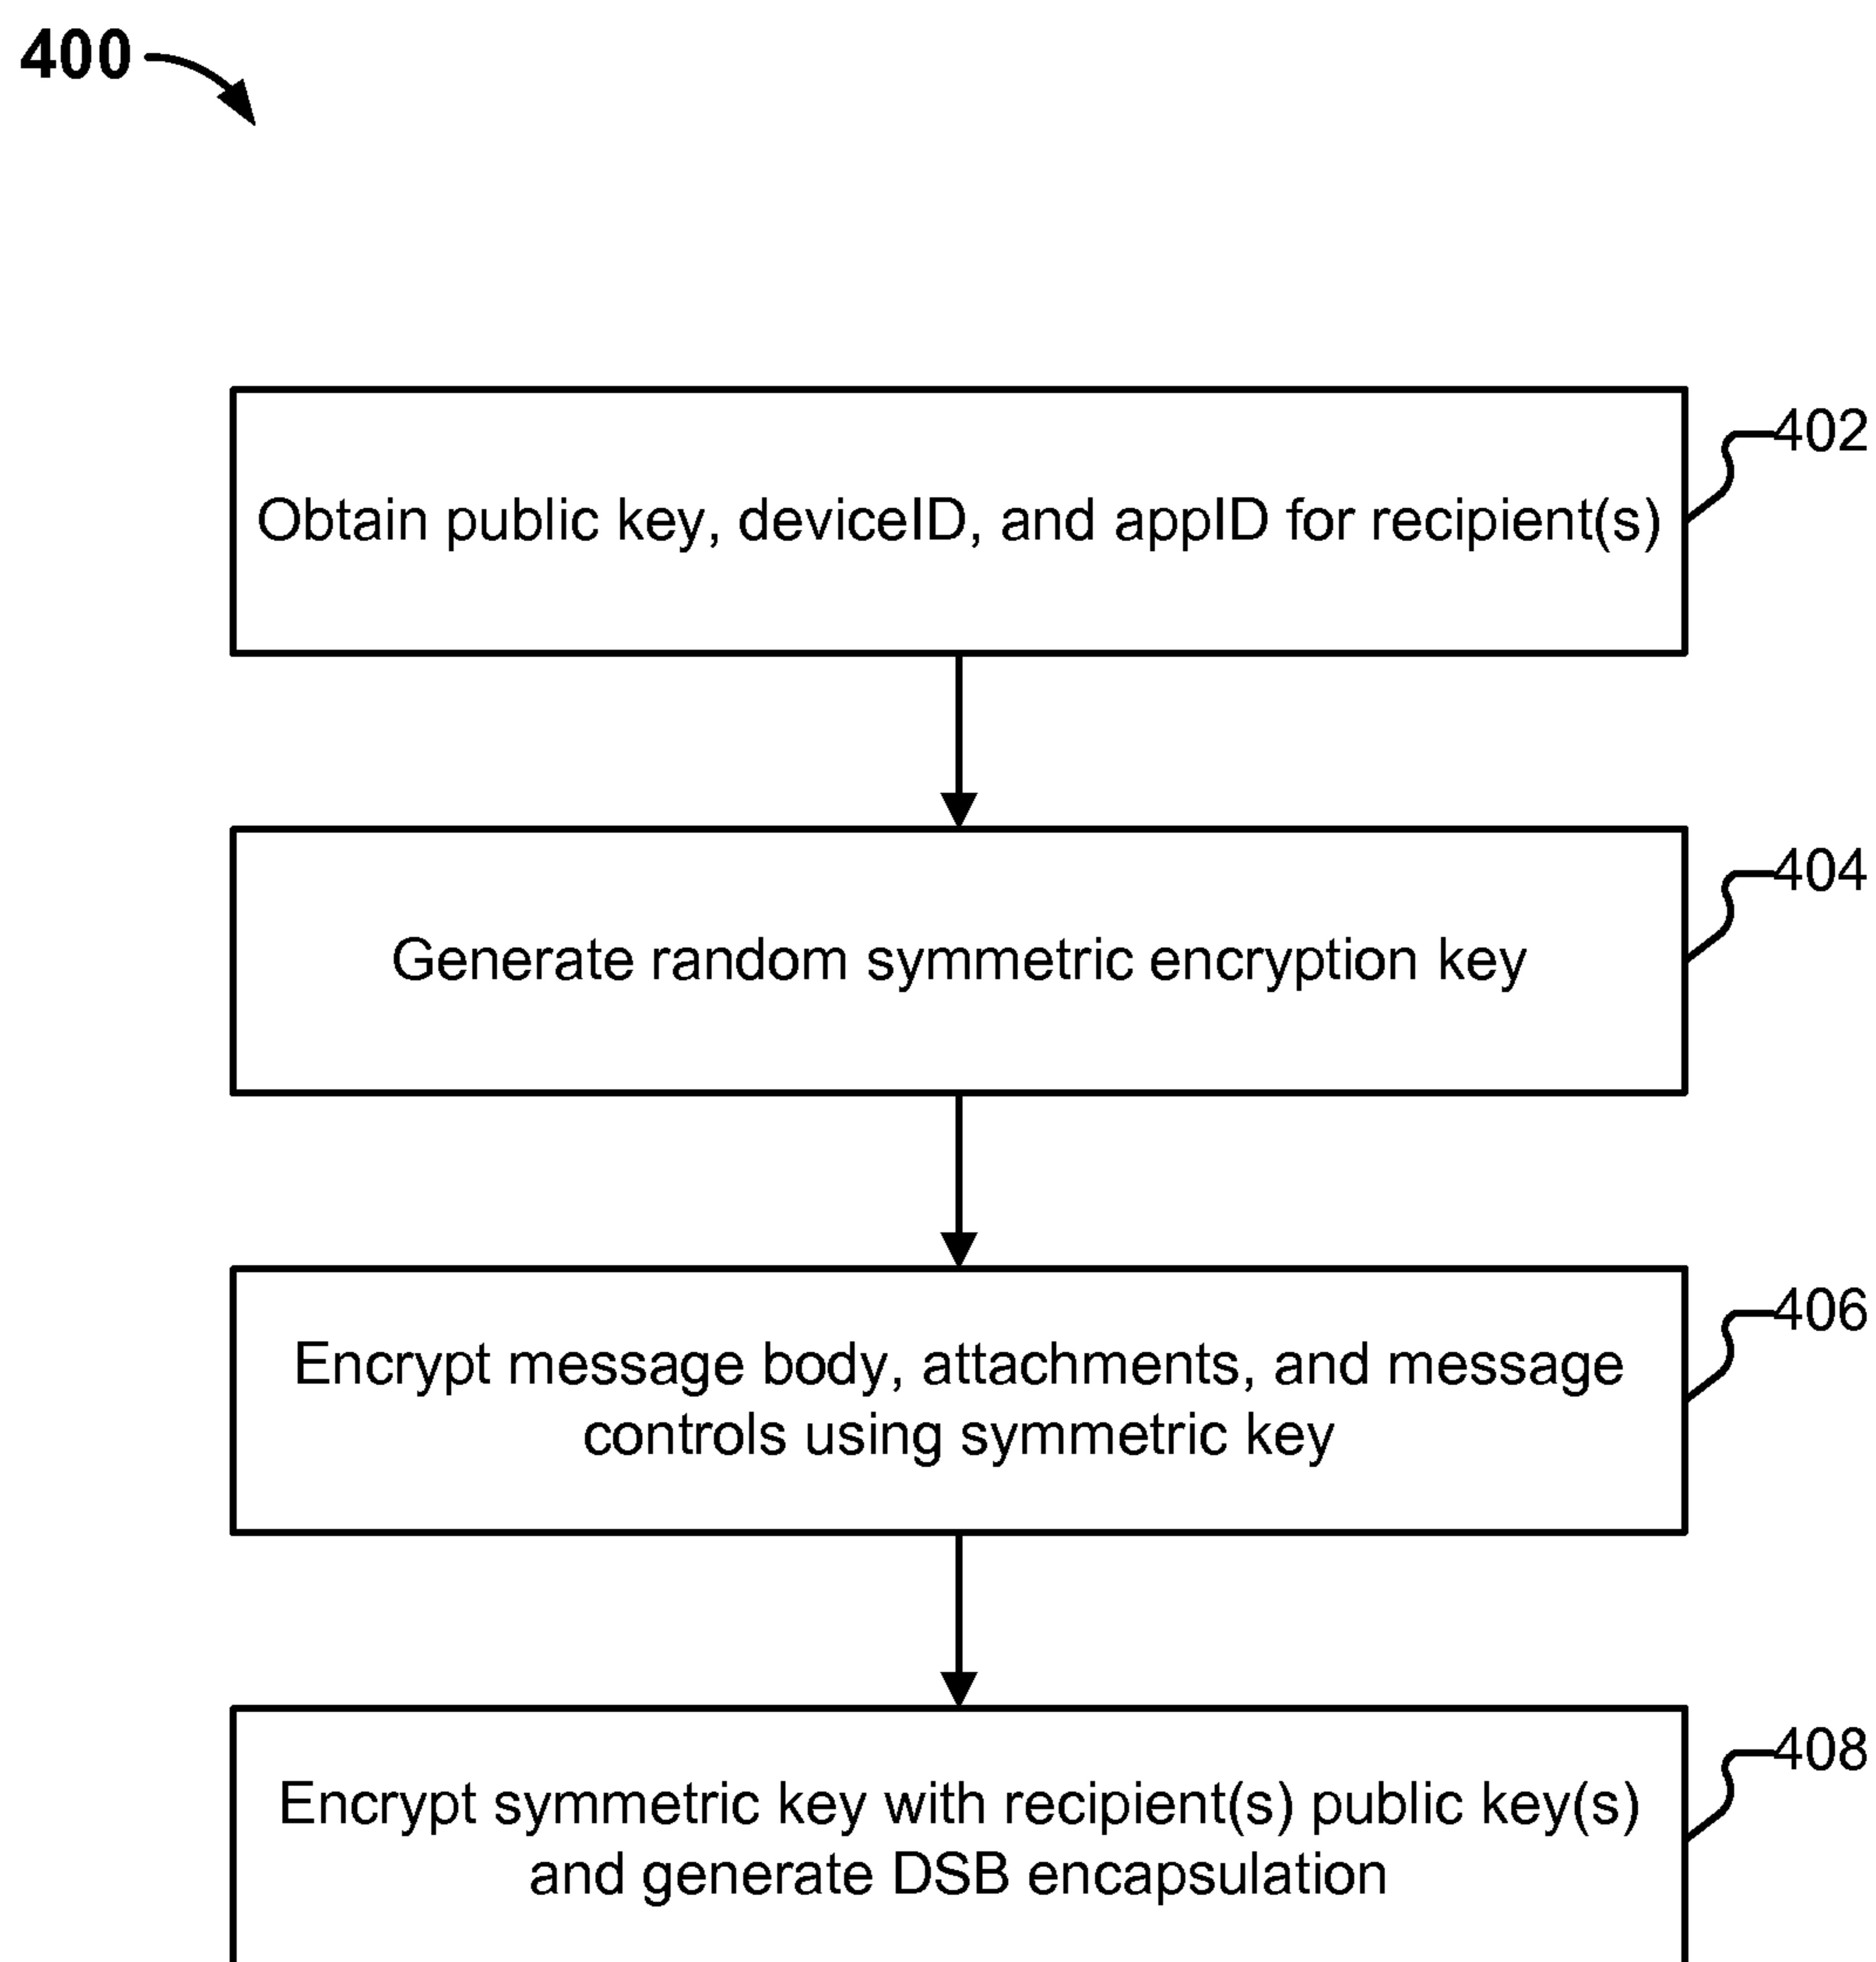 400
Obtain public key, deviceID, and appID for recipient(s)
402
Generate random symmetric encryption key
404
Encrypt message body, attachments, and message
controls using symmetric key
406
Encrypt symmetric key with recipient(s) public key(s)
and generate DSB encapsulation
408